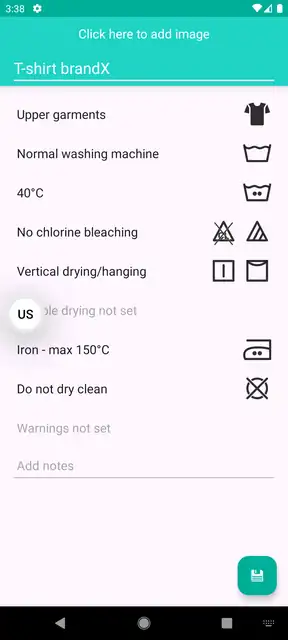 3:38
Click here to add image
T-shirt brandX
Upper garments
Normal washing machine
40°C
No chlorine bleaching
Vertical drying/hanging
US
drying not set
Iron - max 150°C
Do not dry clean
Warnings not set
Add notes